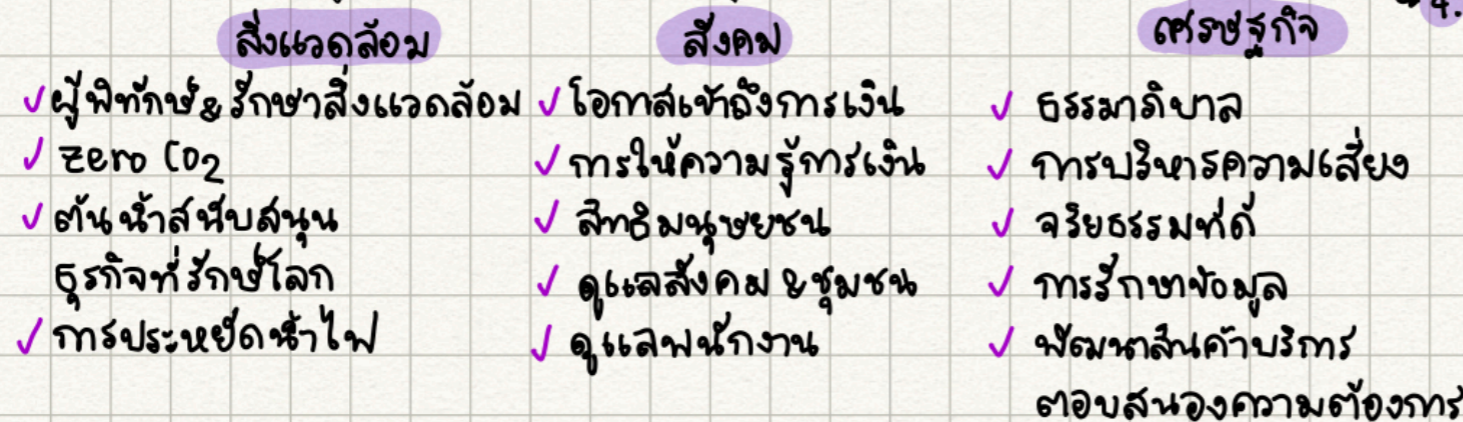 สิ่งแวดล้อม
✓ ผู้พิทักษ์ & รักษาสิ่งแวดล้อม
✓ Zero CO2
✓ ต้นน้ำสนับสนุน
ธุรกิจที่รักษ์โลก
✓ การประหยัดน้ำไฟ
สังคม
✓ โอกาสเข้าถึงการเงิน
✓ การให้ความรู้การเงิน
✓ สิทธิมนุษยชน
✓ ดูแลสังคม & ชุมชน
✓ ดูแลพนักงาน
เศรษฐกิจ
✓ ธรรมาภิบาล
✓ การบริหารความเสี่ยง
✓ จริยธรรมที่ดี
✓ การรักษาข้อมูล
✓ พัฒนาสินค้าบริการ
ตอบสนองความต้องการ